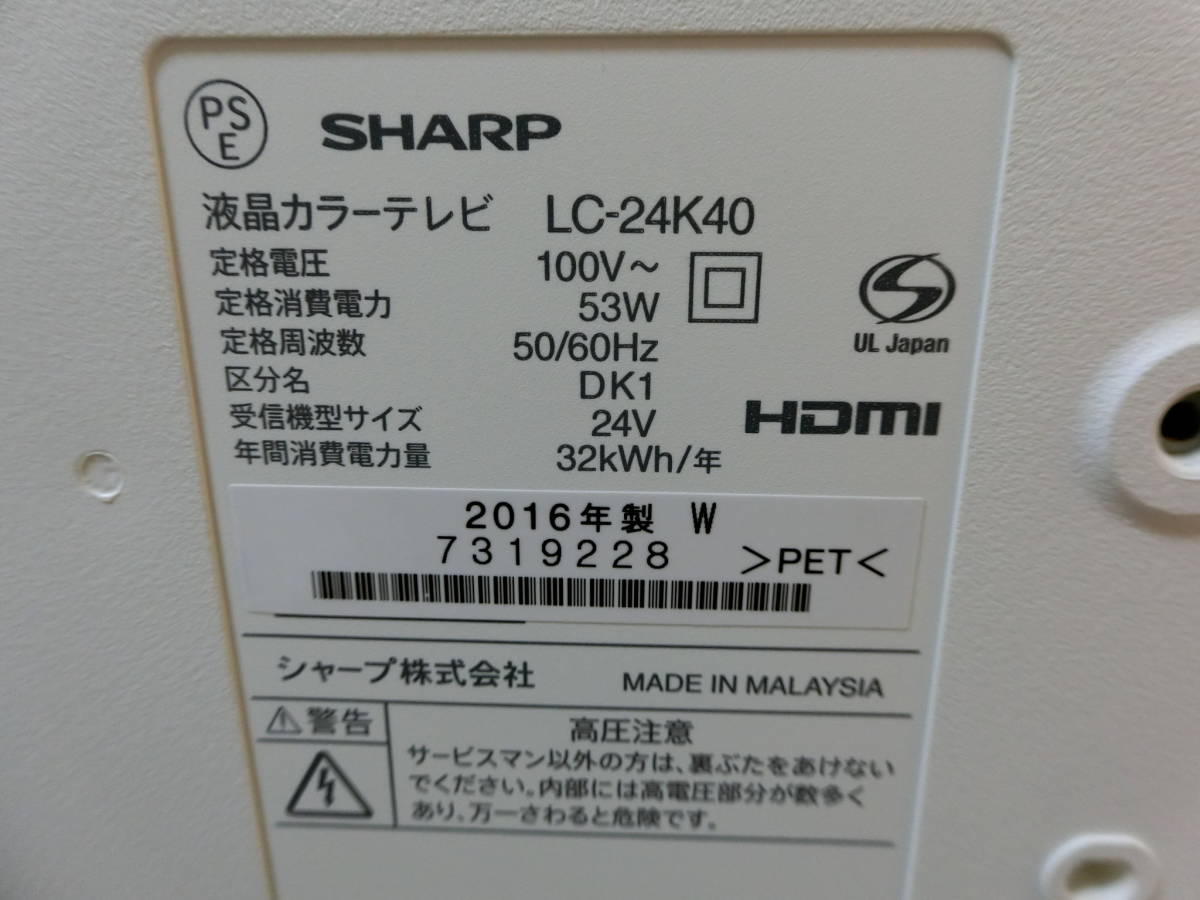 PS
E
SHARP
液晶カラーテレビ LC-24K40
定格電圧 100V～
定格消費電力 53W
定格周波数 50/60Hz
区分名 DK1
受信機型サイズ 24V
年間消費電力量 32kWh/年
UL Japan
HDMI
2016年製 W
7319228 >PET<
シャープ株式会社 MADE IN MALAYSIA
⚠警告
高圧注意
サービスマン以外の方は、裏ぶたをあけない
でください。内部には高電圧部分が数多く
あり、万一さわると危険です。